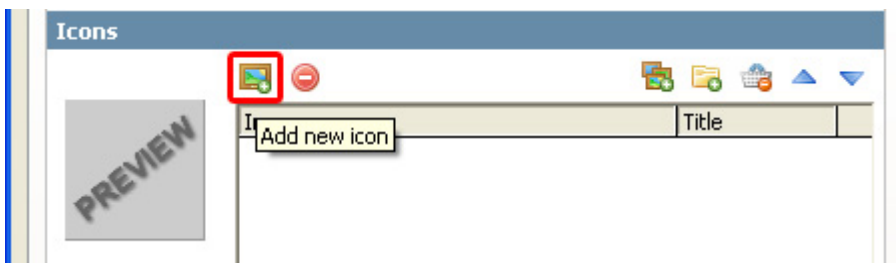 Icons
I
Title
Add new icon
PREVIEW